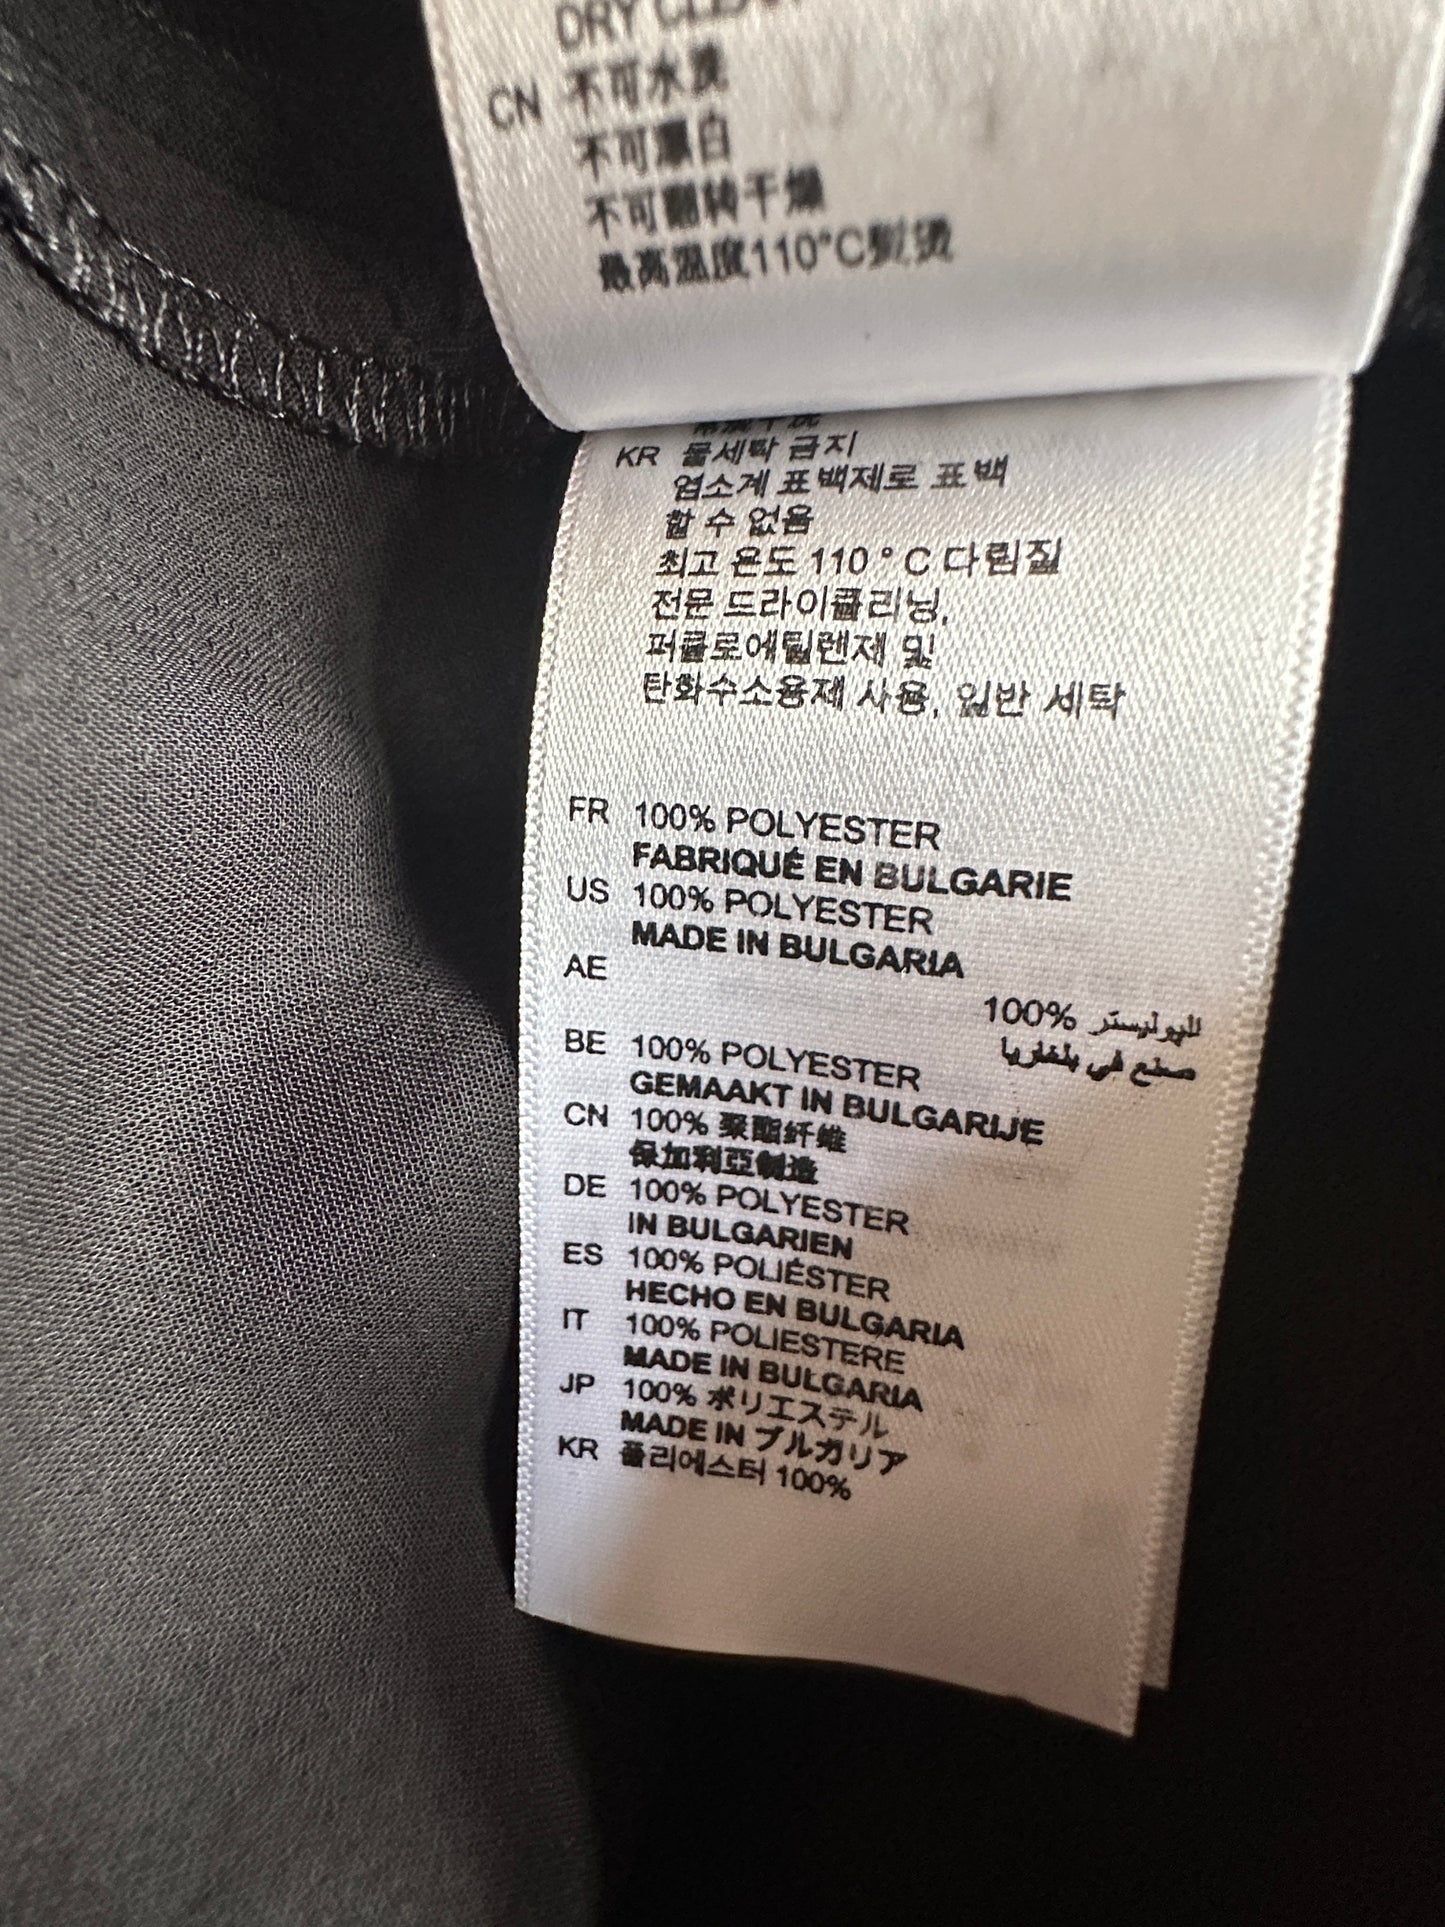 DRY
CN 不可水洗
不可漂白
不可翻转干燥
最高温度110°C熨烫
KR 물세탁 금지
염소계 표백제로 표백
할 수 없음
최고 온도 110 ° C 다림질
전문 드라이클리닝,
퍼클로에틸렌제 및
탄화수소용제 사용, 일반 세탁
FR 100% POLYESTER
FABRIQUÉ EN BULGARIE
US 100% POLYESTER
MADE IN BULGARIA
AE
100% للبوليستر
صنع في بلغاريا
BE 100% POLYESTER
GEMAAKT IN BULGARIJE
CN 100% 聚酯纤维
保加利亞制造
DE 100% POLYESTER
IN BULGARIEN
ES 100% POLIÉSTER
HECHO EN BULGARIA
IT 100% POLIESTERE
MADE IN BULGARIA
JP 100% ポリエステル
MADE IN ブルガリア
KR 폴리에스터 100%